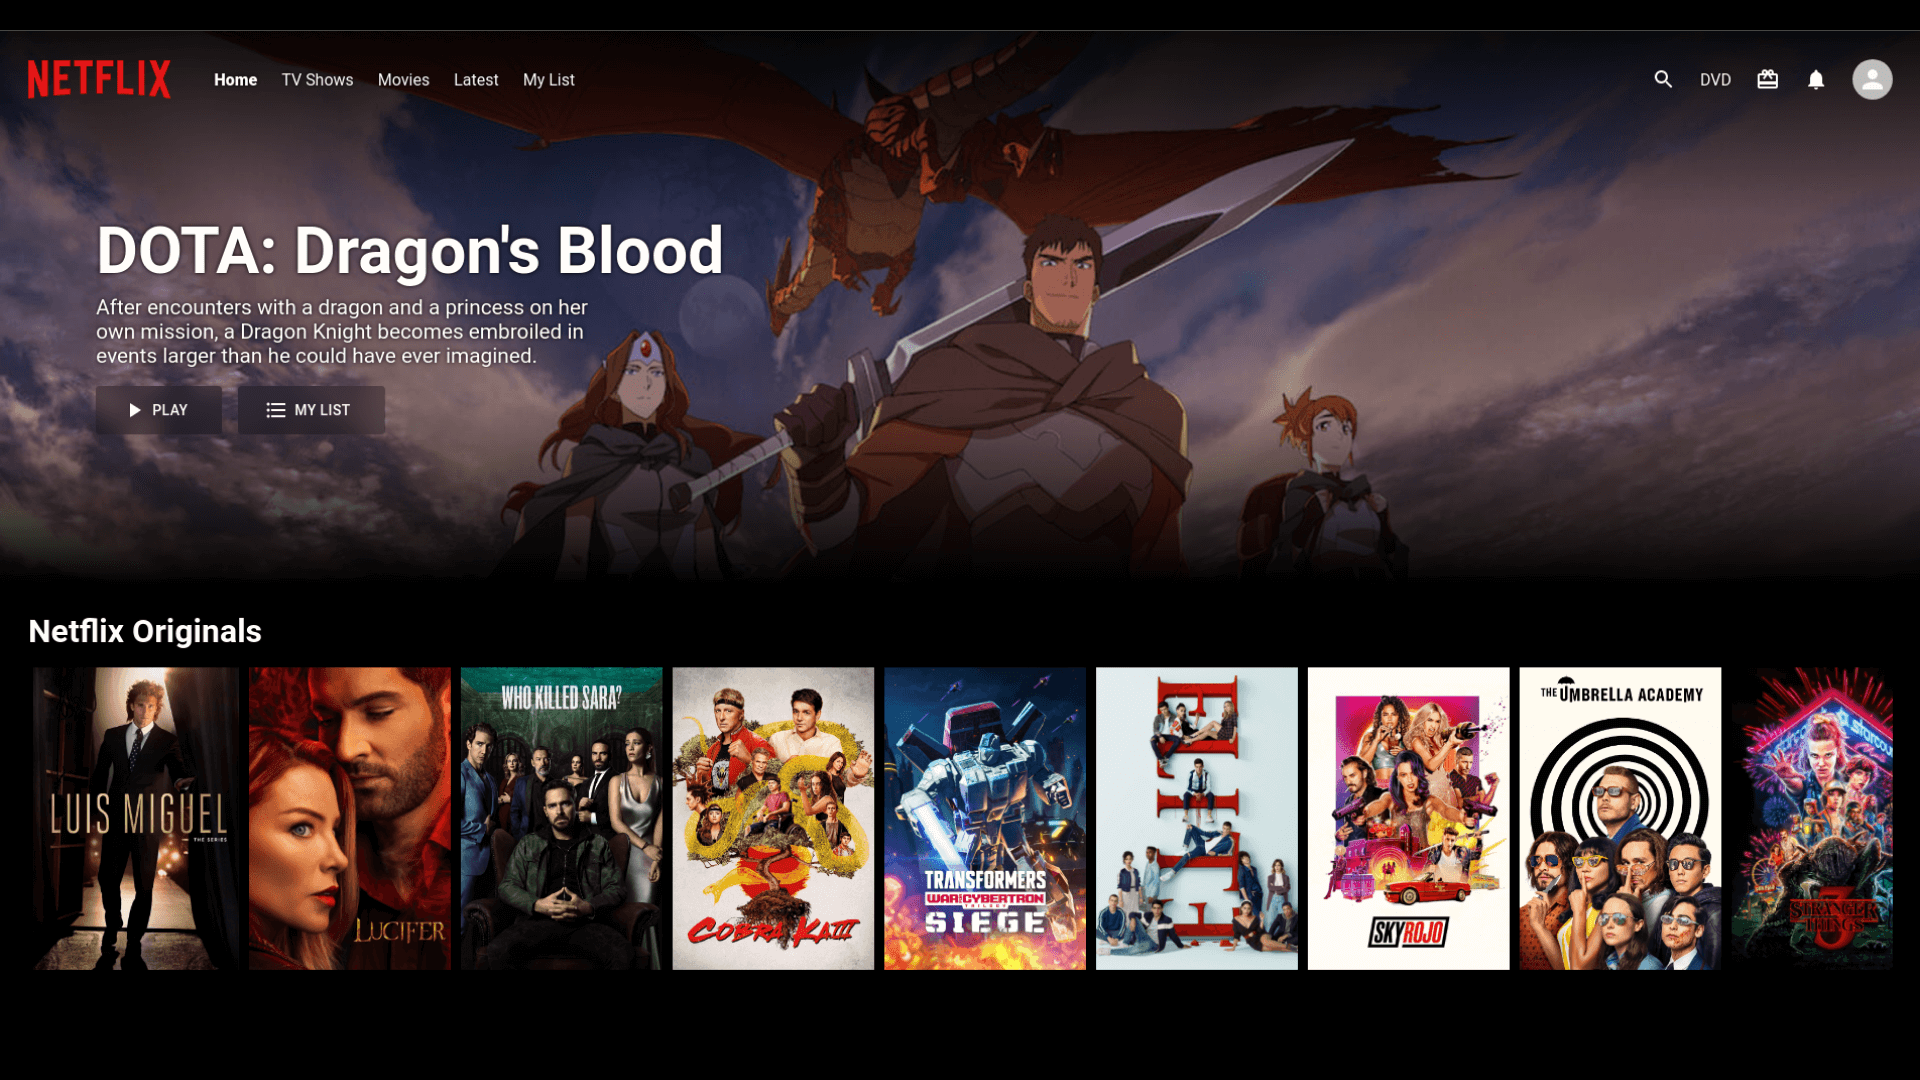 NETFLIX
Home
TV Shows
Movies
Latest
My List
DVD
DOTA: Dragon's Blood
After encounters with a dragon and a princess on her
own mission, a Dragon Knight becomes embroiled in
events larger than he could have ever imagined.
PLAY
MY LIST
Netflix Originals
LUIS MIGUEL
THE SERIES
LUCIFER
WHO KILLED SARA?
COBRA KAI
TRANSFORMERS
WAR FOR CYBERTRON
TRILOGY
SIEGE
ELITE
SKYROJO
THE UMBRELLA ACADEMY
STRANGER
THINGS
3